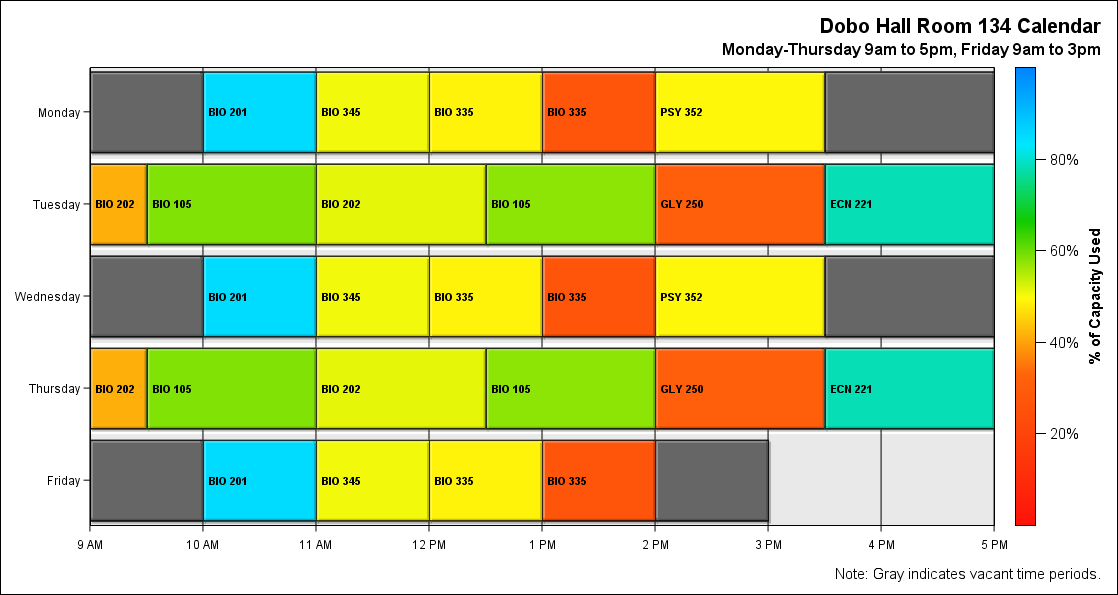 Dobo Hall Room 134 Calendar
Monday-Thursday 9am to 5pm, Friday 9am to 3pm
Monday
BIO 201 BIO 345 BIO 335 BIO 335 PSY 352
Tuesday
BIO 202 BIO 105 BIO 202 BIO 105 GLY 250 ECN 221
Wednesday
BIO 201 BIO 345 BIO 335 BIO 335 PSY 352
Thursday
BIO 202 BIO 105 BIO 202 BIO 105 GLY 250 ECN 221
Friday
BIO 201 BIO 345 BIO 335 BIO 335
9 AM 10 AM 11 AM 12 PM 1 PM 2 PM 3 PM 4 PM 5 PM
80%
60%
40%
20%
% of Capacity Used
Note: Gray indicates vacant time periods.